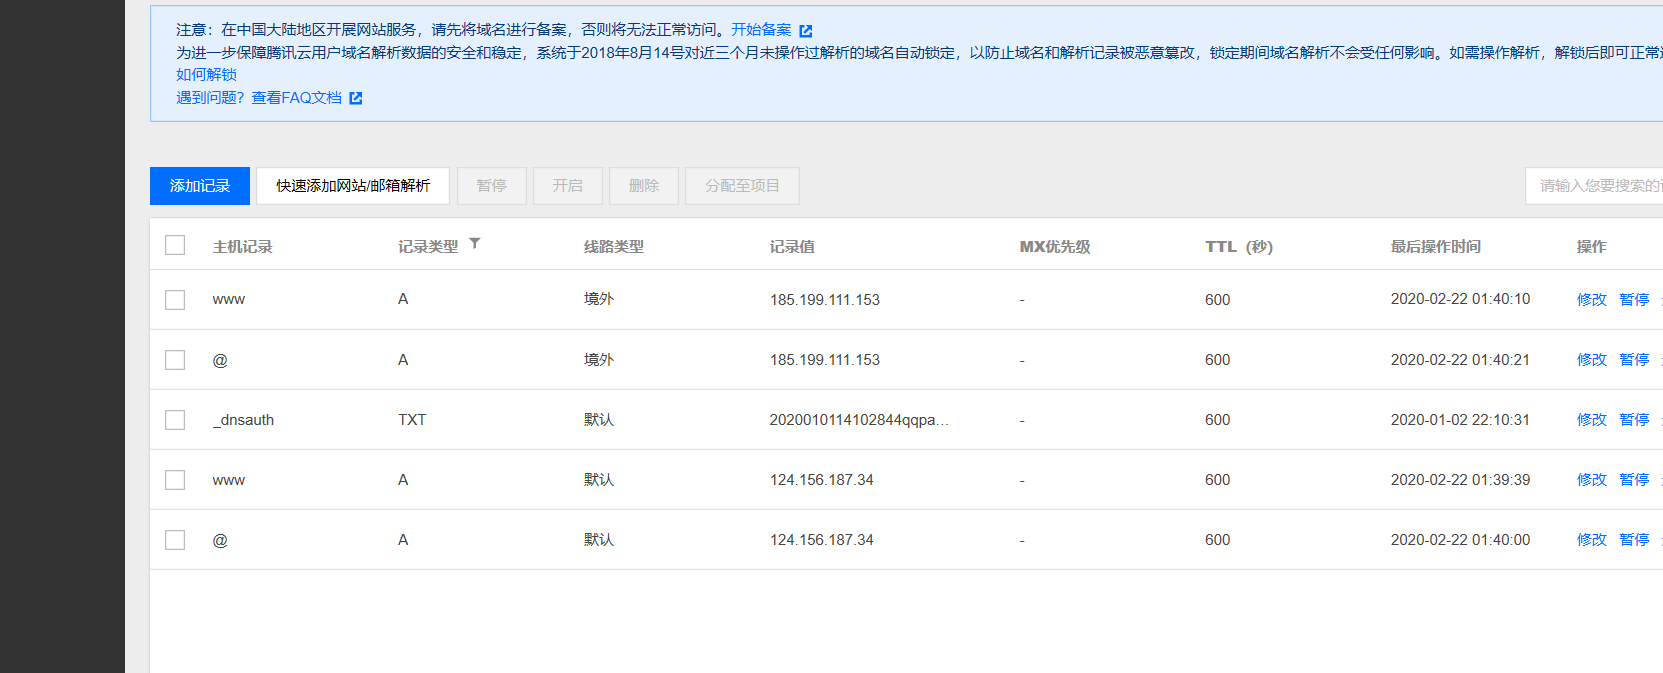 注意：在中国大陆地区开展网站服务，请先将域名进行备案，否则将无法正常访问。开始备案
为进一步保障腾讯云用户域名解析数据的安全和稳定，系统于2018年8月14号对近三个月未操作过解析的域名自动锁定，以防止域名和解析记录被恶意篡改，锁定期间域名解析不会受任何影响。如需操作解析，解锁后即可正常
如何解锁
遇到问题？查看FAQ文档
添加记录 快速添加网站/邮箱解析 暂停 开启 删除 分配至项目 请输入您要搜索的
主机记录 记录类型 线路类型 记录值 MX优先级 TTL（秒） 最后操作时间 操作
www A 境外 185.199.111.153 - 600 2020-02-22 01:40:10 修改 暂停
@ A 境外 185.199.111.153 - 600 2020-02-22 01:40:21 修改 暂停
_dnsauth TXT 默认 2020010114102844qqpa... - 600 2020-01-02 22:10:31 修改 暂停
www A 默认 124.156.187.34 - 600 2020-02-22 01:39:39 修改 暂停
@ A 默认 124.156.187.34 - 600 2020-02-22 01:40:00 修改 暂停